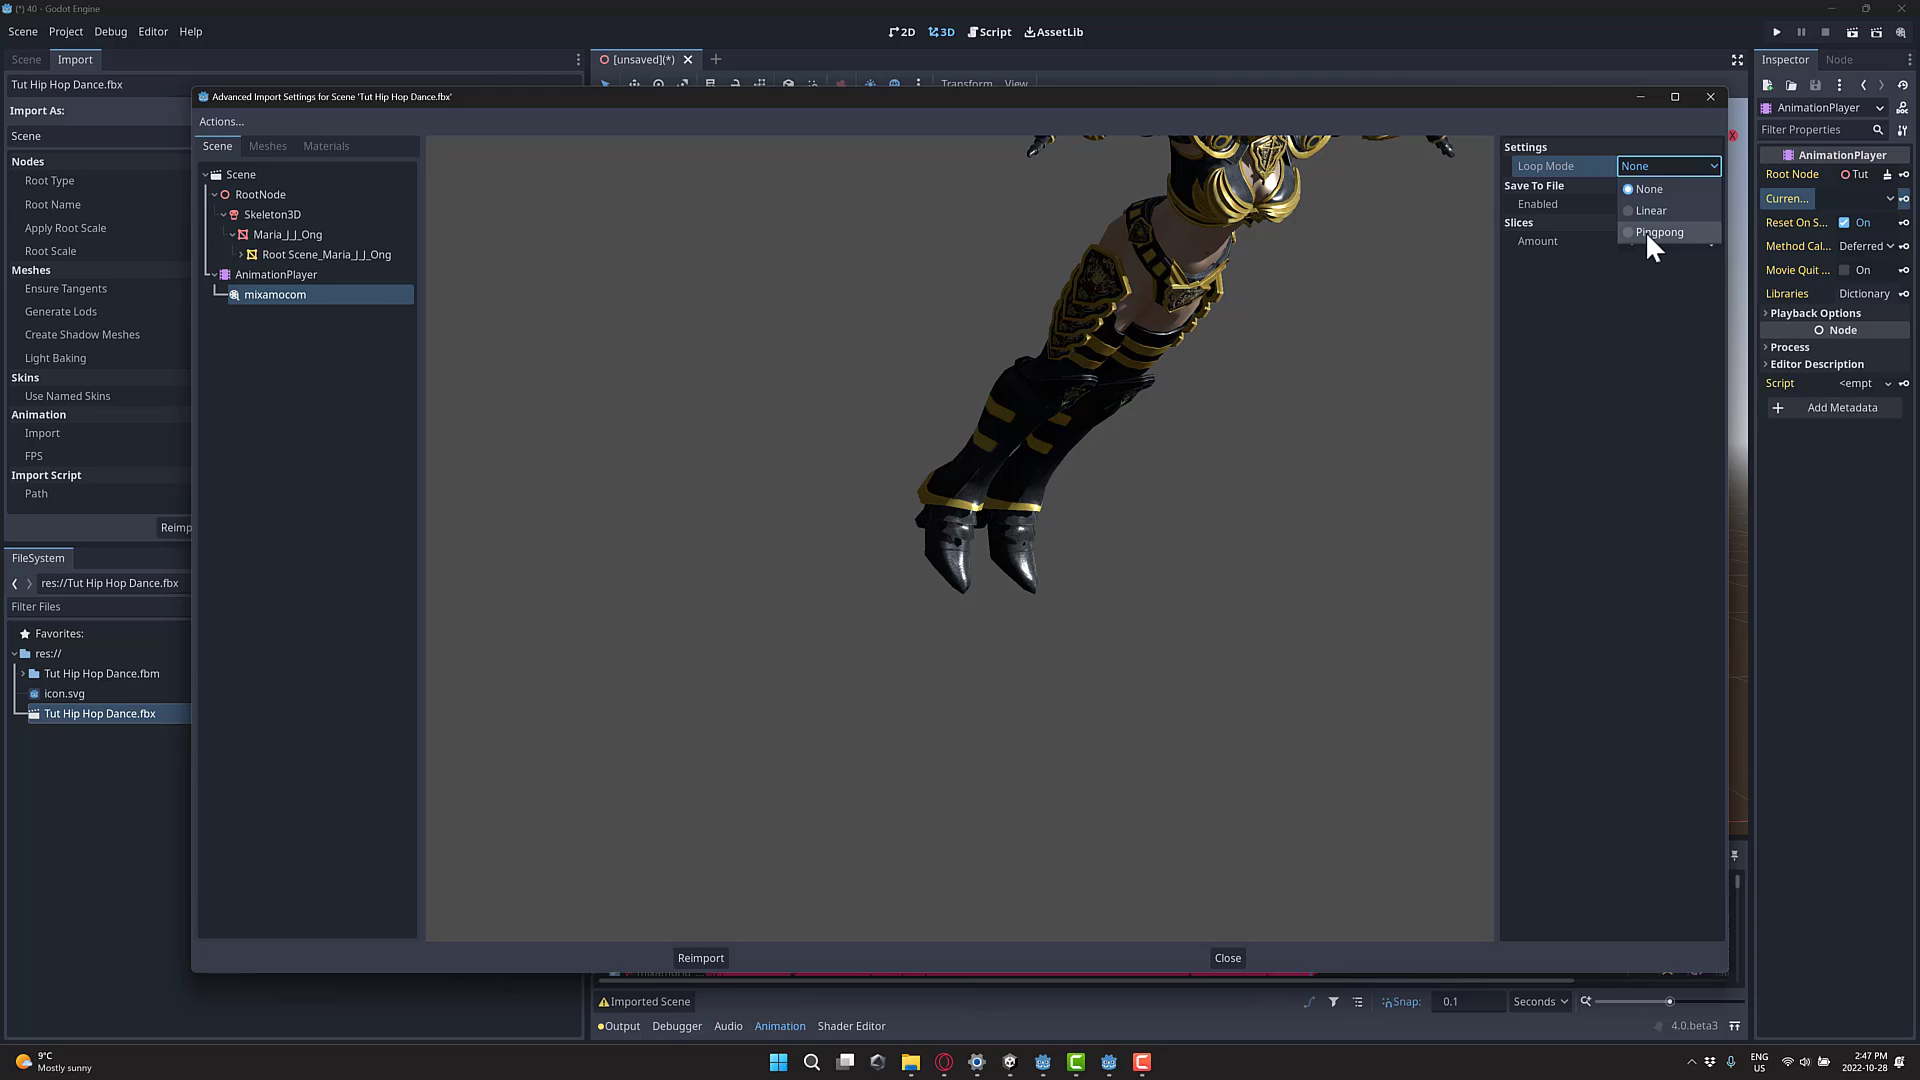 (*) 40 - Godot Engine
Scene Project Debug Editor Help
2D 3D Script AssetLib
Scene Import
[unsaved](*)
Inspector Node
Tut Hip Hop Dance.fbx
Transform View
Advanced Import Settings for Scene 'Tut Hip Hop Dance.fbx'
Import As:
Scene
Actions...
Scene Meshes Materials
Nodes
Root Type
Root Name
Apply Root Scale
Root Scale
Meshes
Ensure Tangents
Generate Lods
Create Shadow Meshes
Light Baking
Skins
Use Named Skins
Animation
Import
FPS
Import Script
Path
Reimp
Scene
RootNode
Skeleton3D
Maria_J_J_Ong
Root Scene_Maria_J_J_Ong
AnimationPlayer
mixamocom
Settings
Loop Mode None
None
Linear
Pingpong
Save To File
Enabled
Slices
Amount
AnimationPlayer
Filter Properties
AnimationPlayer
Root Node Tut
Curren...
Reset On S... On
Method Cal... Deferred
Movie Quit ... On
Libraries Dictionary
Playback Options
Node
Process
Editor Description
Script <empt
Add Metadata
FileSystem
res://Tut Hip Hop Dance.fbx
Filter Files
Favorites:
res://
Tut Hip Hop Dance.fbm
icon.svg
Tut Hip Hop Dance.fbx
Reimport Close
Imported Scene
Snap: 0.1 Seconds
Output Debugger Audio Animation Shader Editor
4.0.beta3
9°C
Mostly sunny
ENG
US
2:47 PM
2022-10-28